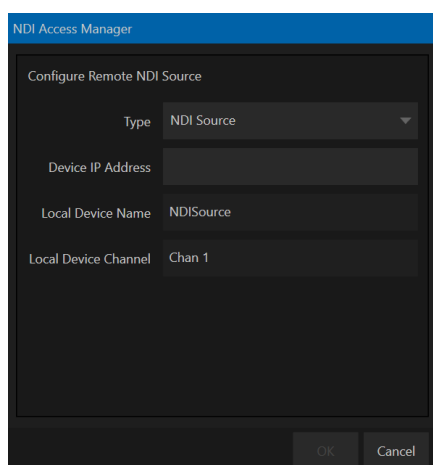 NDI Access Manager
Configure Remote NDI Source
Type NDI Source
Device IP Address
Local Device Name NDISource
Local Device Channel Chan 1
OK Cancel